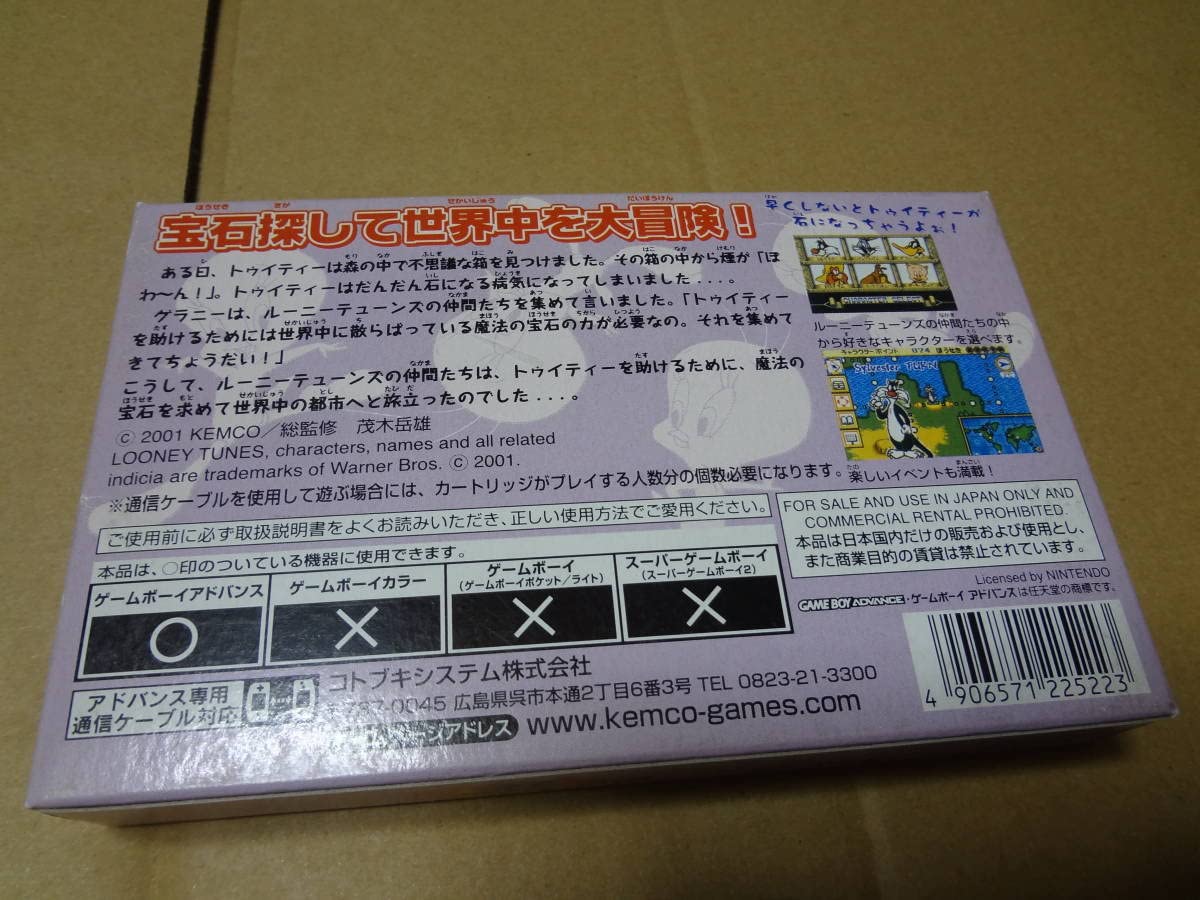 宝石探して世界中を大冒険!
ある日、トゥイティーは森の中で不思議な箱を見つけました。その箱の中から煙が「ぼ
わ～ん!」。トゥイティーはだんだん石になる病気になってしまいました....。
グラニーは、ルーニーテューンズの仲間たちを集めて言いました。「トゥイティー
を助けるためには世界中に散らばっている魔法の宝石の力が必要なの。それを集めて
きてちょうだい!」
こうして、ルーニーテューンズの仲間たちは、トゥイティーを助けるために、魔法の
宝石を求めて世界中の都市へと旅立ったのでした....。
© 2001 KEMCO/総監修 茂木岳雄
LOONEY TUNES, characters, names and all related
indicia are trademarks of Warner Bros. © 2001.
※通信ケーブルを使用して遊ぶ場合には、カートリッジがプレイする人数分の個数必要になります。
早くしないとトゥイティーが
石になっちゃうよぉ!
CHARACTER SELECT
ルーニーテューンズの仲間たちの中
から好きなキャラクターを選べます。
キャラクターポイント 074 ほうせき
Sylvester TURN
楽しいイベントも満載!
ご使用前に必ず取扱説明書をよくお読みいただき、正しい使用方法でご愛用ください。
本品は、○印のついている機器に使用できます。
ゲームボーイアドバンス
ゲームボーイカラー
ゲームボーイ
(ゲームボーイポケット/ライト)
スーパーゲームボーイ
(スーパーゲームボーイ2)
○ × × ×
FOR SALE AND USE IN JAPAN ONLY AND
COMMERCIAL RENTAL PROHIBITED.
本品は日本国内だけの販売および使用とし、
また商業目的の賃貸は禁止されています。
Licensed by NINTENDO
GAME BOY ADVANCE・ゲームボーイ アドバンスは任天堂の商標です。
アドバンス専用
通信ケーブル対応
コトブキシステム株式会社
〒737-0045 広島県呉市本通2丁目6番3号 TEL 0823-21-3300
www.kemco-games.com
4 906571 225223